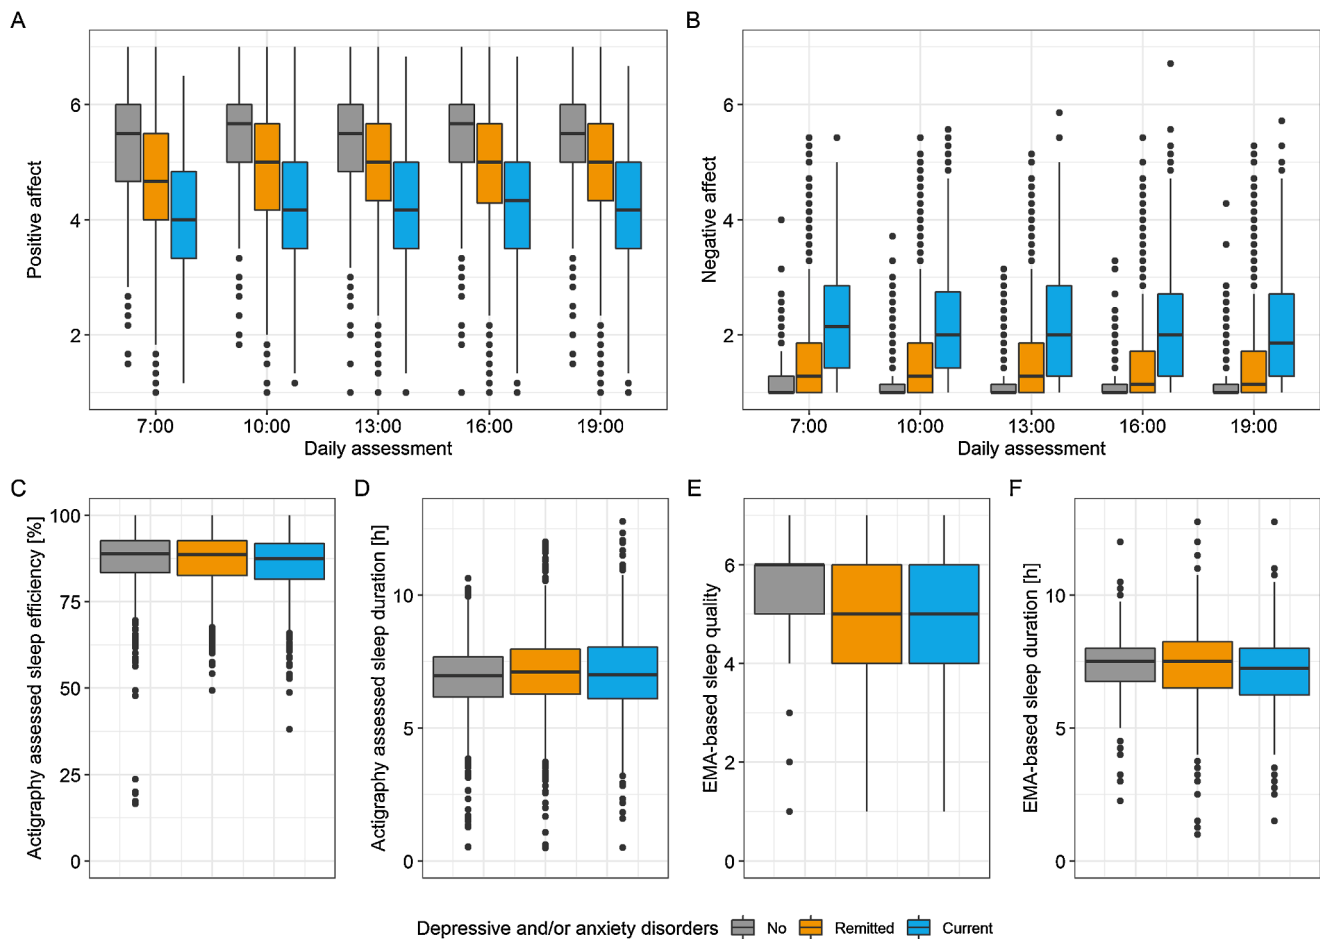 A
Positive affect
6
4
2
7:00 10:00 13:00 16:00 19:00
Daily assessment
B
Negative affect
6
4
2
7:00 10:00 13:00 16:00 19:00
Daily assessment
C
Actigraphy assessed sleep efficiency [%]
100
75
50
25
0
D
Actigraphy assessed sleep duration [h]
10
5
0
E
EMA-based sleep quality
6
4
2
0
F
EMA-based sleep duration [h]
10
5
0
Depressive and/or anxiety disorders No Remitted Current